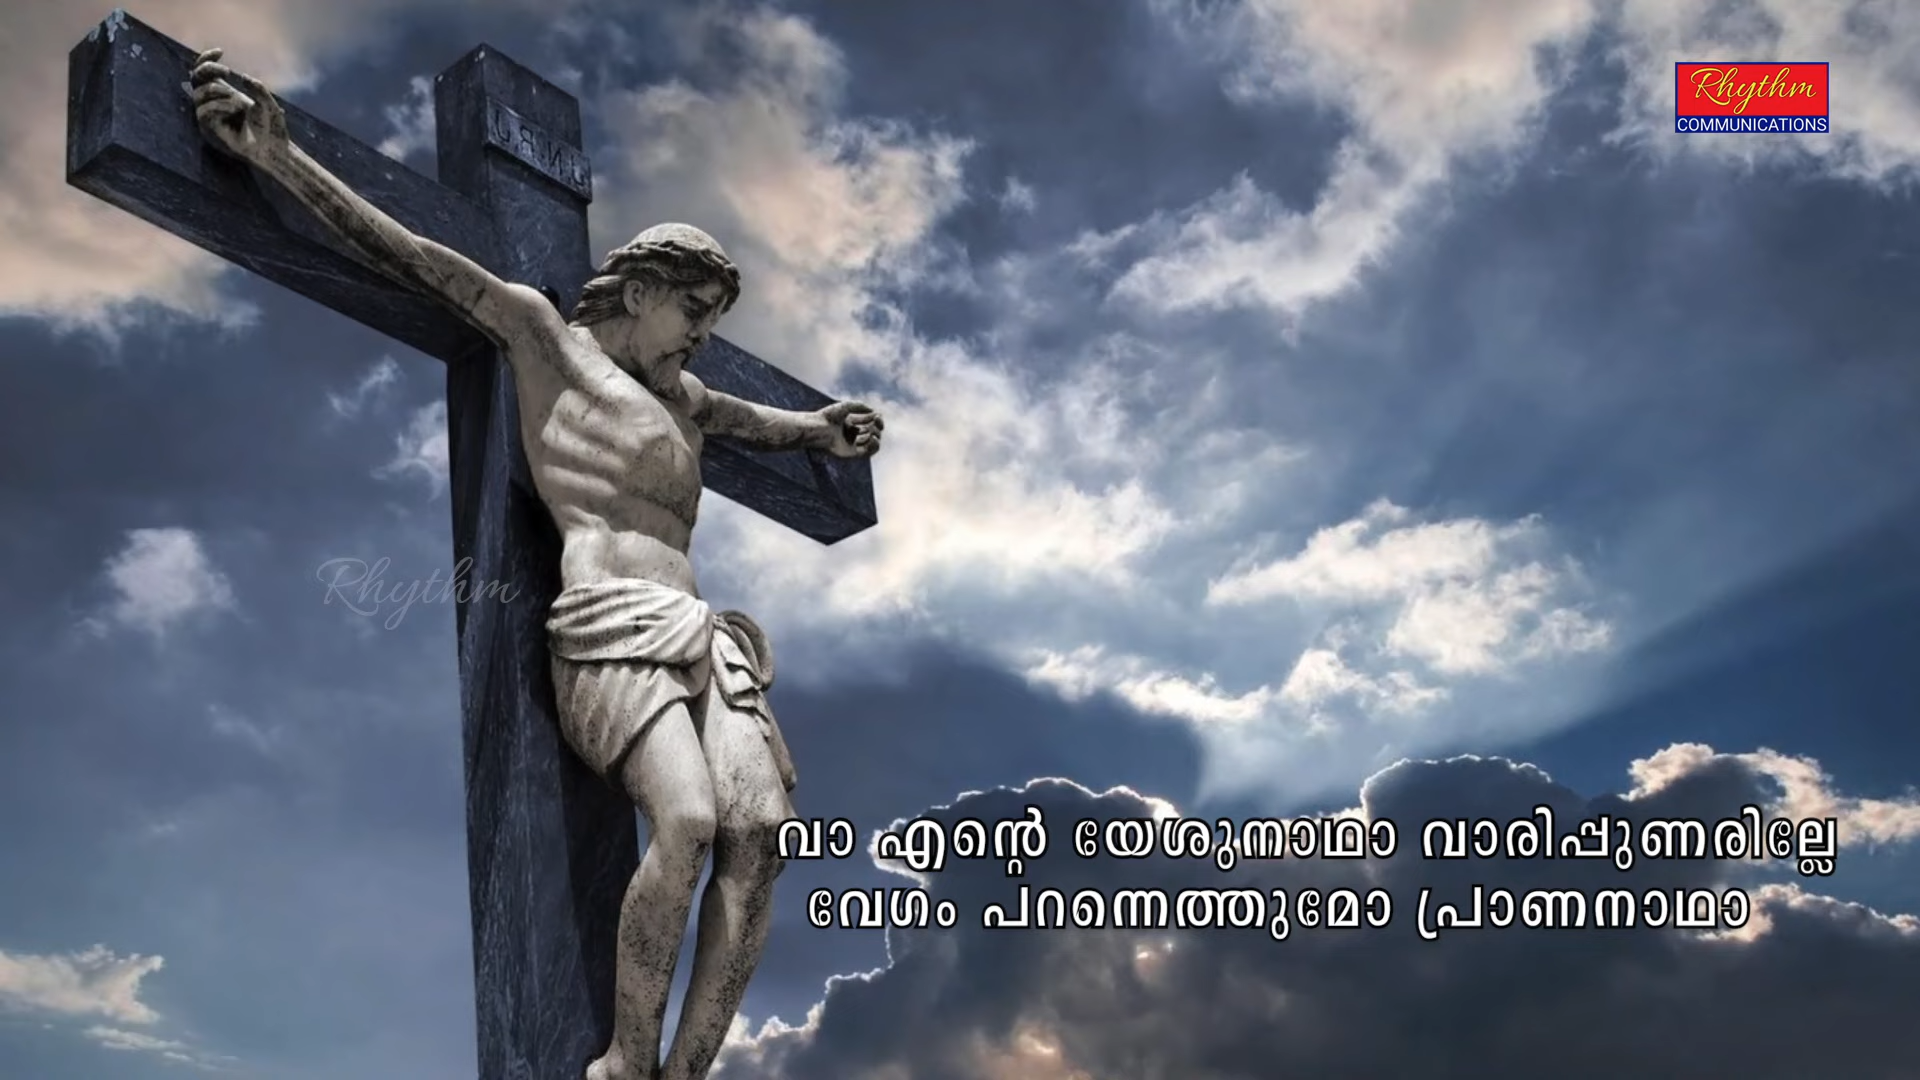 Rhythm
COMMUNICATIONS
Rhythm
വാ എന്റെ യേശുനാഥാ വാരിപ്പുണരില്ലേ
വേഗം പറന്നെത്തുമോ പ്രാണനാഥാ